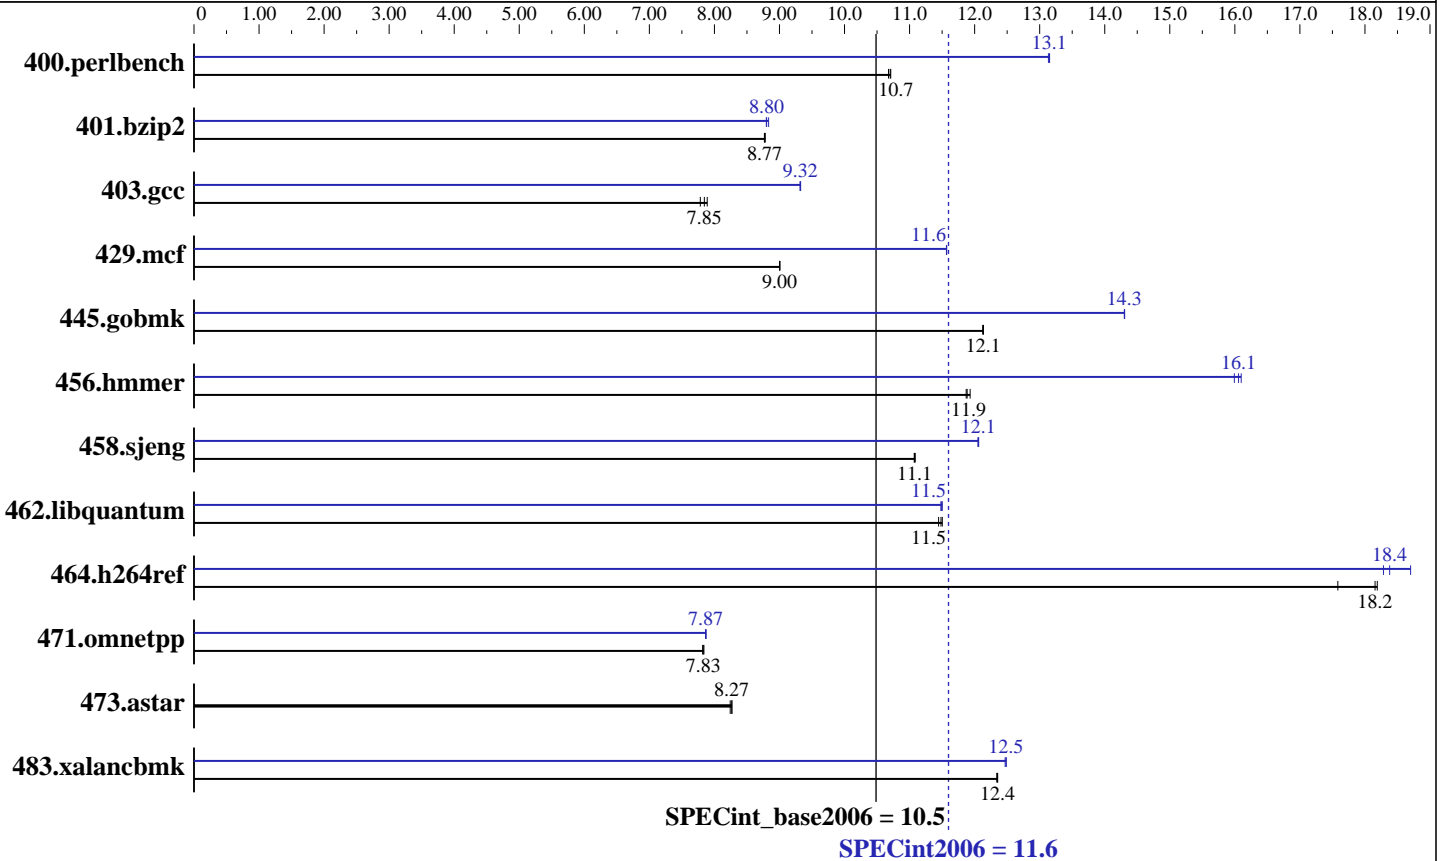 0 1.00 2.00 3.00 4.00 5.00 6.00 7.00 8.00 9.00 10.0 11.0 12.0 13.0 14.0 15.0 16.0 17.0 18.0 19.0
400.perlbench
13.1
10.7
401.bzip2
8.80
8.77
403.gcc
9.32
7.85
429.mcf
11.6
9.00
445.gobmk
14.3
12.1
456.hmmer
16.1
11.9
458.sjeng
12.1
11.1
462.libquantum
11.5
11.5
464.h264ref
18.4
18.2
471.omnetpp
7.87
7.83
473.astar
8.27
483.xalancbmk
12.5
12.4
SPECint_base2006 = 10.5
SPECint2006 = 11.6